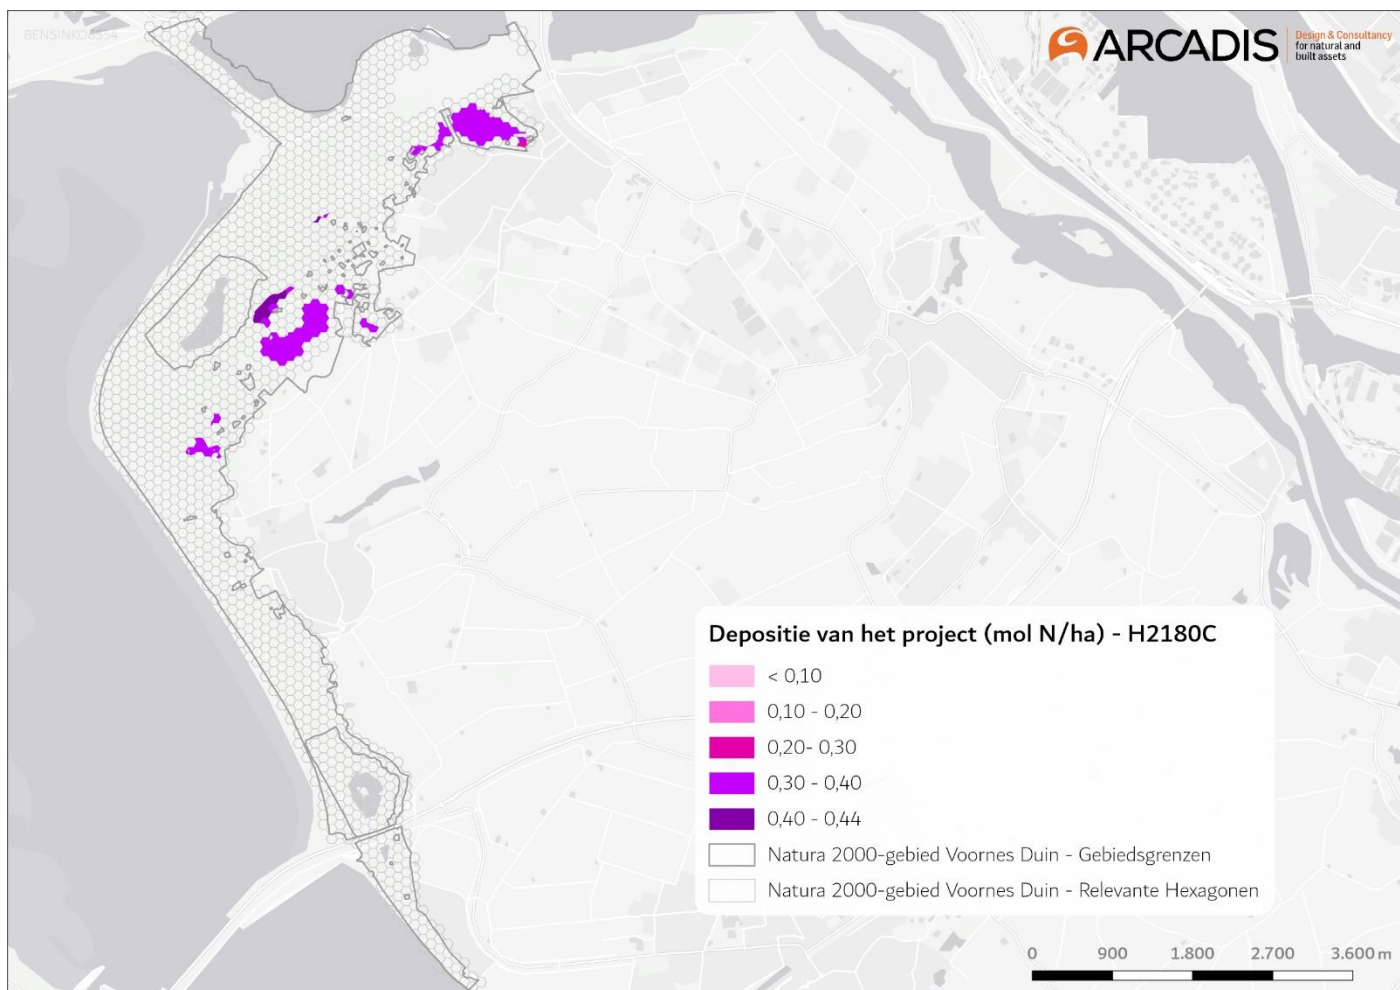 BENSINKO8554
ARCADIS
Design & Consultancy
for natural and
built assets
Depositie van het project (mol N/ha) - H2180C
< 0,10
0,10 - 0,20
0,20- 0,30
0,30 - 0,40
0,40 - 0,44
Natura 2000-gebied Voornes Duin - Gebiedsgrenzen
Natura 2000-gebied Voornes Duin - Relevante Hexagonen
0 900 1.800 2.700 3.600 m